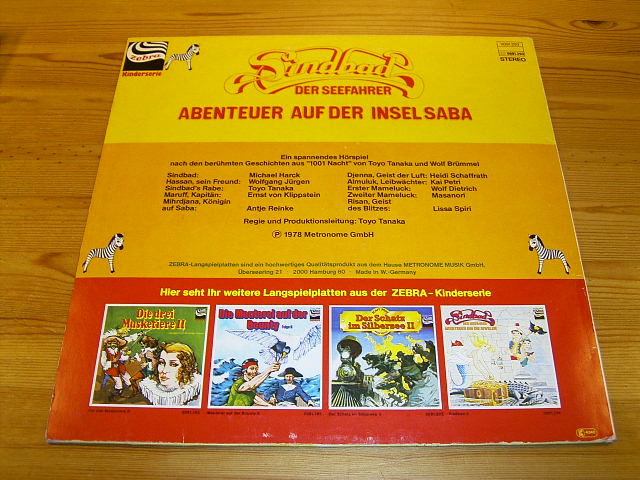 Zebra
Kinderserie
Sindbad
DER SEEFAHRER
STEREO
ABENTEUER AUF DER INSEL SABA
Ein spannendes Hörspiel
nach den berühmten Geschichten aus "1001 Nacht" von Toyo Tanaka und Wolf Brümmel
Sindbad: Michael Harck
Hassan, sein Freund: Wolfgang Jürgen
Sindbad's Rabe: Toyo Tanaka
Maruff, Kapitän: Ernst von Klippstein
Mihrdjana, Königin
auf Saba: Antje Reinke
Djenna, Geist der Luft: Heidi Schaffrath
Almuluk, Leibwächter: Kai Petri
Erster Mameluck: Wolf Dietrich
Zweiter Mameluck: Masanori
Risan, Geist
des Blitzes: Lissa Spiri
Regie und Produktionsleitung: Toyo Tanaka
Ⓟ 1978 Metronome GmbH
ZEBRA-Langspielplatten sind ein hochwertiges Qualitätsprodukt aus dem Hause METRONOME MUSIK GmbH.
Überseering 21 · 2000 Hamburg 60 Made in W.-Germany
Hier seht Ihr weitere Langspielplatten aus der ZEBRA-Kinderserie
Die drei
Musketiere II
Die Meuterei auf der
Bounty
Folge II
Der Schatz
im Silbersee II
Sindbad